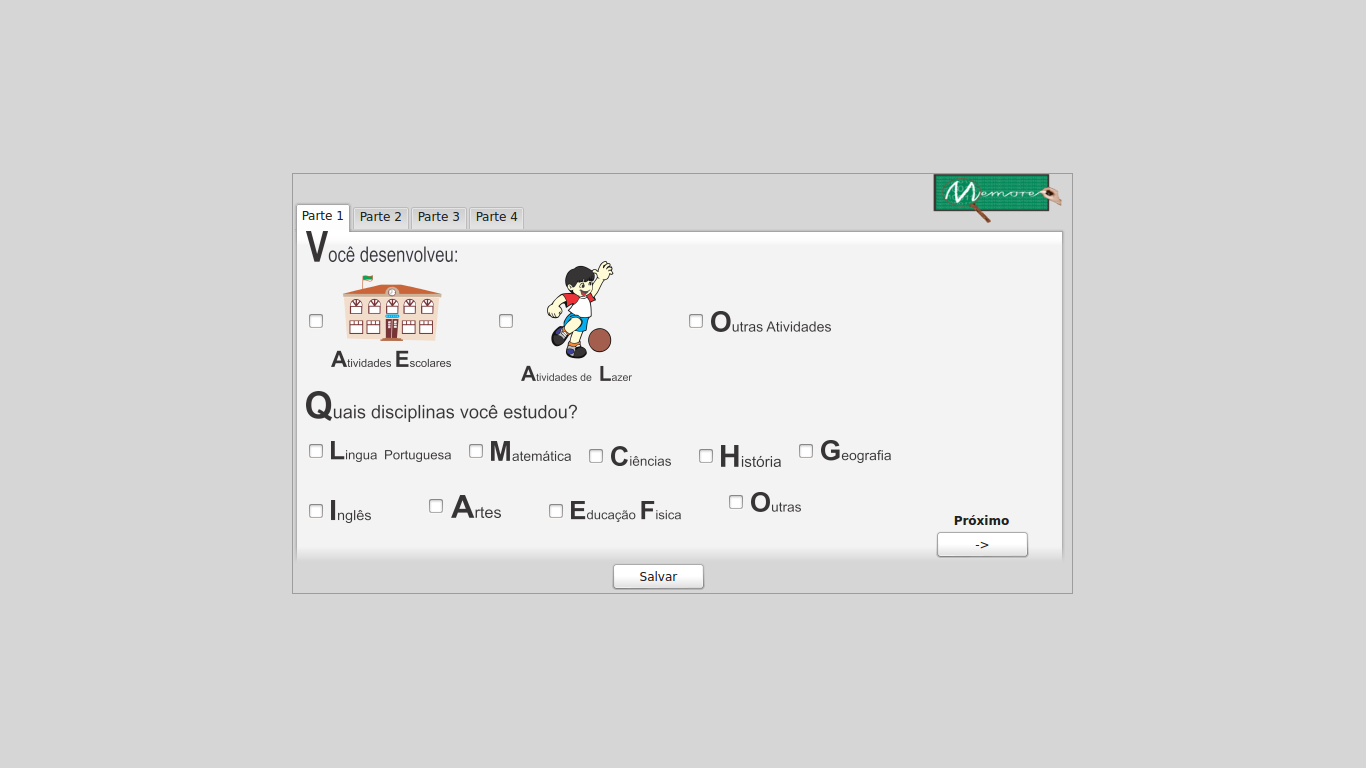 Memore
Parte 1 Parte 2 Parte 3 Parte 4
Você desenvolveu:
Outras Atividades
Atividades Escolares
Atividades de Lazer
Quais disciplinas você estudou?
Lingua Portuguesa Matemática Ciências História Geografia
Inglês Artes Educação Fisica Outras
Próximo
->
Salvar